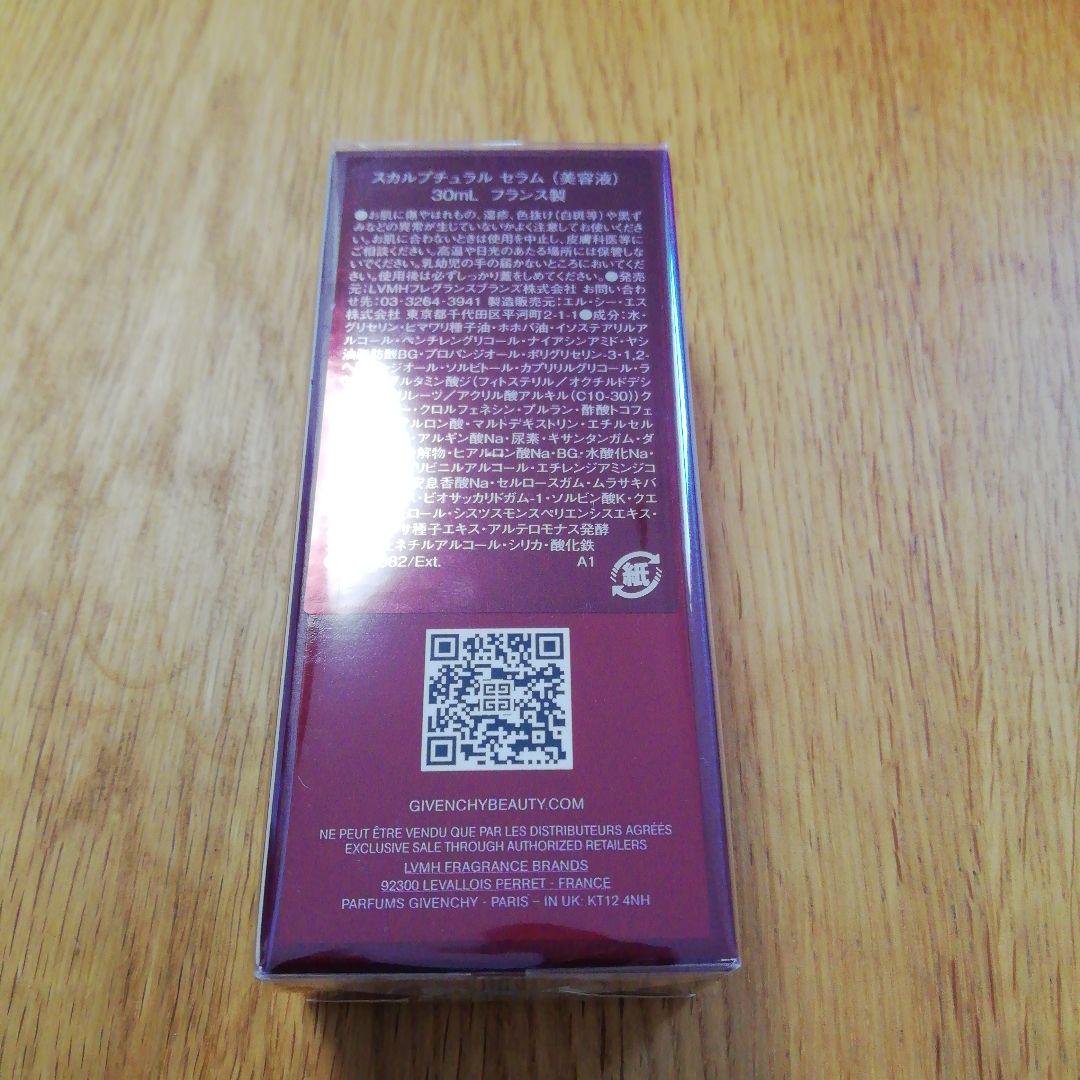 スカルプチュラル セラム (美容液)
30mL フランス製
●お肌に傷やはれもの、湿疹、色抜け(白斑等)や黒ず
みなどの異常が生じていないかよく注意してお使いくださ
い。お肌に合わないときは使用を中止し、皮膚科医等に
ご相談ください。高温や日光のあたる場所には保管しな
いでください。乳幼児の手の届かないところにおいてくだ
さい。使用後は必ずしっかり蓋をしめてください。●発売
元:LVMHフレグランスブランズ株式会社 お問い合わ
せ先:03-3264-3941 製造販売元:エル・シー・エス
株式会社 東京都千代田区平河町2-1-1●成分:水・
グリセリン・ヒマワリ種子油・ホホバ油・イソステアリルア
ルコール・ペンチレングリコール・ナイアシンアミド・ヤシ
油脂肪酸BG・プロパンジオール・ポリグリセリン-3・1,2-
ジオール・ソルビトール・カプリリルグリコール・ラ
ルタミン酸ジ(フィトステリル/オクチルドデシ
リレーツ/アクリル酸アルキル(C10-30))ク
ー・クロルフェネシン・プルラン・酢酸トコフェ
アルロン酸・マルトデキストリン・エチルセル
・アルギン酸Na・尿素・キサンタンガム・ダ
解物・ヒアルロン酸Na・BG・水酸化Na・
リビニルアルコール・エチレンジアミンジコ
安息香酸Na・セルロースガム・ムラサキバ
ス・ビオサッカリドガム-1・ソルビン酸K・クエ
ロール・シスツスモンスペリエンシスエキス・
サ種子エキス・アルテロモナス発酵
ェネチルアルコール・シリカ・酸化鉄
082/Ext. A1
紙
GIVENCHYBEAUTY.COM
NE PEUT ÊTRE VENDU QUE PAR LES DISTRIBUTEURS AGRÉÉS
EXCLUSIVE SALE THROUGH AUTHORIZED RETAILERS
LVMH FRAGRANCE BRANDS
92300 LEVALLOIS PERRET - FRANCE
PARFUMS GIVENCHY - PARIS – IN UK: KT12 4NH